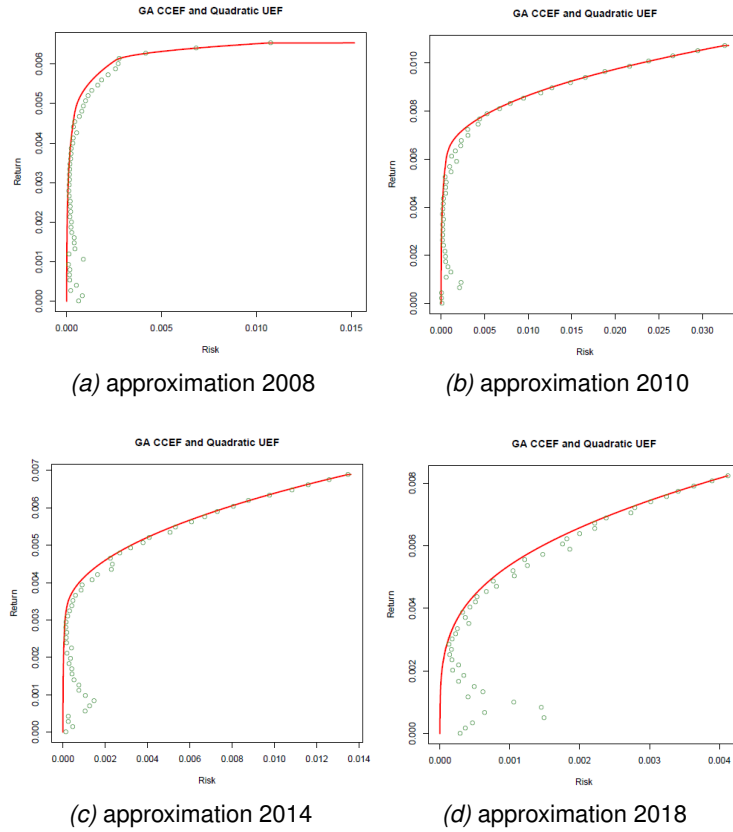 GA CCEF and Quadratic UEF
Return
0.006
0.005
0.004
0.003
0.002
0.001
0.000
0.000 0.005 0.010 0.015
Risk
(a) approximation 2008
GA CCEF and Quadratic UEF
Return
0.010
0.008
0.006
0.004
0.002
0.000
0.000 0.005 0.010 0.015 0.020 0.025 0.030
Risk
(b) approximation 2010
GA CCEF and Quadratic UEF
Return
0.007
0.006
0.005
0.004
0.003
0.002
0.001
0.000
0.000 0.002 0.004 0.006 0.008 0.010 0.012 0.014
Risk
(c) approximation 2014
GA CCEF and Quadratic UEF
Return
0.008
0.006
0.004
0.002
0.000
0.000 0.001 0.002 0.003 0.004
Risk
(d) approximation 2018